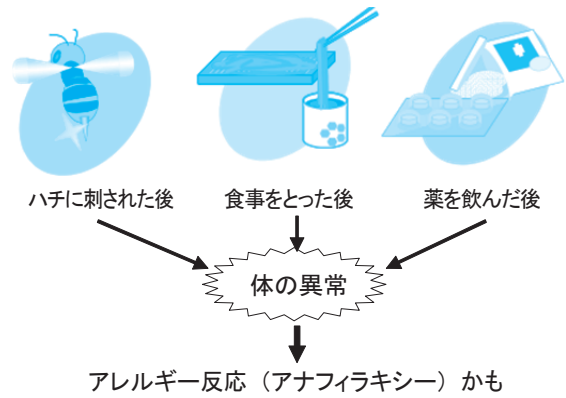 ハチに刺された後
食事をとった後
薬を飲んだ後
体の異常
アレルギー反応（アナフィラキシー）かも